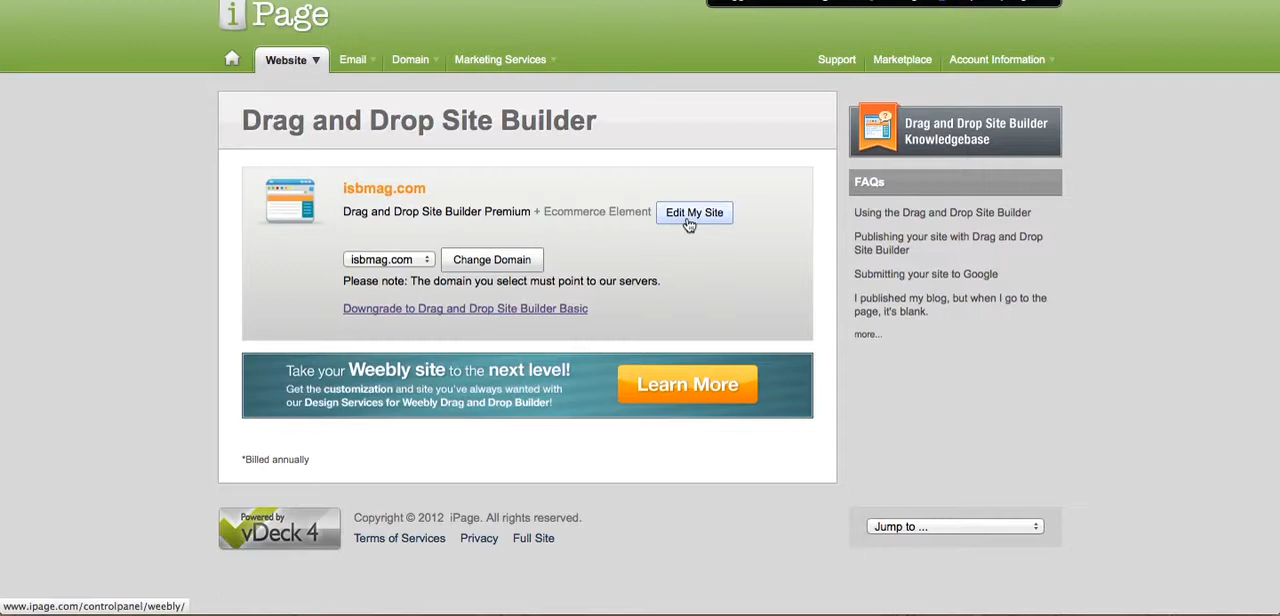 i Page
Website ▼ Email Domain Marketing Services Support Marketplace Account Information
Drag and Drop Site Builder
isbmag.com
Drag and Drop Site Builder Premium + Ecommerce Element Edit My Site
isbmag.com Change Domain
Please note: The domain you select must point to our servers.
Downgrade to Drag and Drop Site Builder Basic
Take your Weebly site to the next level!
Get the customization and site you've always wanted with
our Design Services for Weebly Drag and Drop Builder!
Learn More
*Billed annually
Drag and Drop Site Builder
Knowledgebase
FAQs
Using the Drag and Drop Site Builder
Publishing your site with Drag and Drop
Site Builder
Submitting your site to Google
I published my blog, but when I go to the
page, it's blank.
more...
Powered by
vDeck 4
Copyright © 2012 iPage. All rights reserved.
Terms of Services Privacy Full Site
Jump to ...
www.ipage.com/controlpanel/weebly/